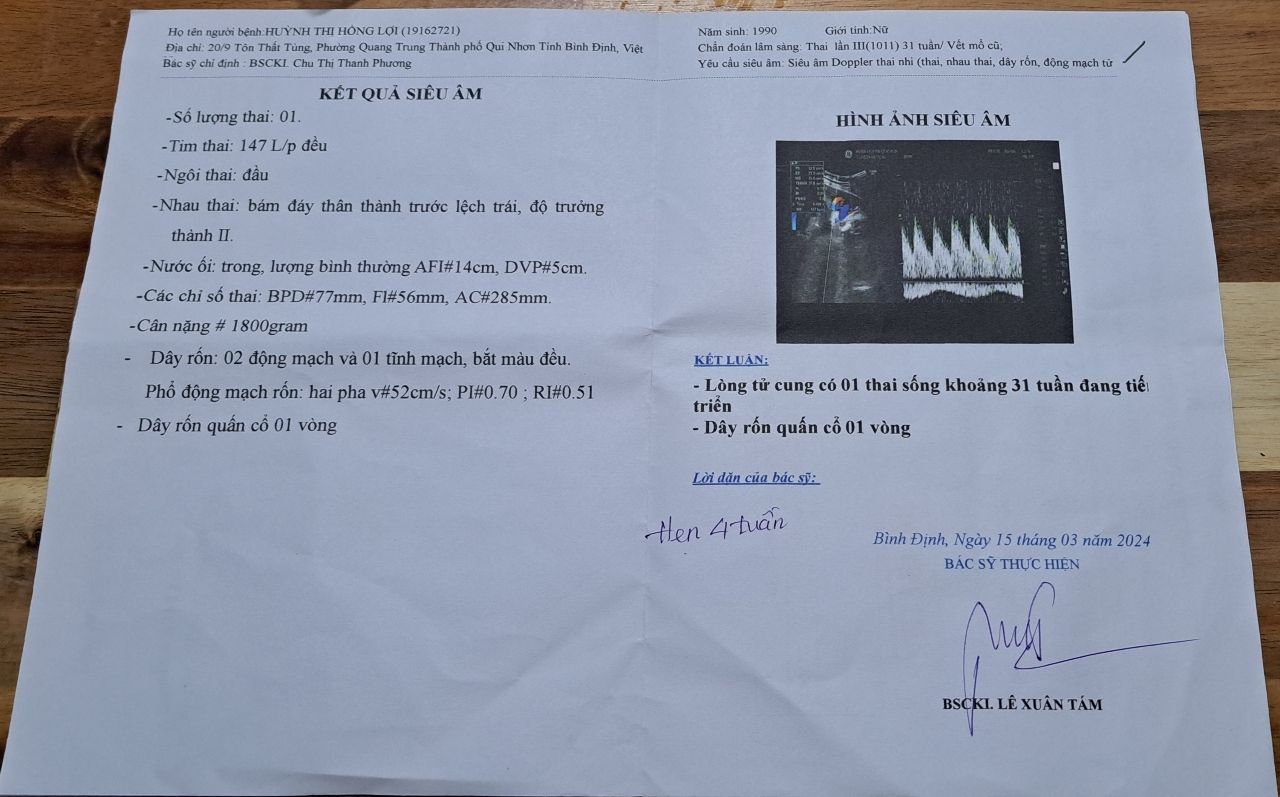 Họ tên người bệnh:HUỲNH THỊ HỒNG LỢI (19162721)
Địa chỉ: 20/9 Tôn Thất Tùng, Phường Quang Trung Thành phố Qui Nhơn Tỉnh Bình Định, Việt
Bác sỹ chỉ định : BSCKI. Chu Thị Thanh Phương
Năm sinh: 1990 Giới tính:Nữ
Chẩn đoán lâm sàng: Thai lần III(1011) 31 tuần/ Vết mổ cũ;
Yêu cầu siêu âm: Siêu âm Doppler thai nhi (thai, nhau thai, dây rốn, động mạch tử
KẾT QUẢ SIÊU ÂM
-Số lượng thai: 01.
-Tim thai: 147 L/p đều
-Ngôi thai: đầu
-Nhau thai: bám đáy thân thành trước lệch trái, độ trưởng
thành II.
-Nước ối: trong, lượng bình thường AFI#14cm, DVP#5cm.
-Các chỉ số thai: BPD#77mm, Fl#56mm, AC#285mm.
-Cân nặng # 1800gram
- Dây rốn: 02 động mạch và 01 tĩnh mạch, bắt màu đều.
Phổ động mạch rốn: hai pha v#52cm/s; PI#0.70 ; RI#0.51
- Dây rốn quấn cổ 01 vòng
HÌNH ẢNH SIÊU ÂM
KẾT LUẬN:
- Lòng tử cung có 01 thai sống khoảng 31 tuần đang tiế
triển
- Dây rốn quấn cổ 01 vòng
Lời dặn của bác sỹ:
Hẹn 4 tuần
Bình Định, Ngày 15 tháng 03 năm 2024
BÁC SỸ THỰC HIỆN
BSCKI. LÊ XUÂN TÁM